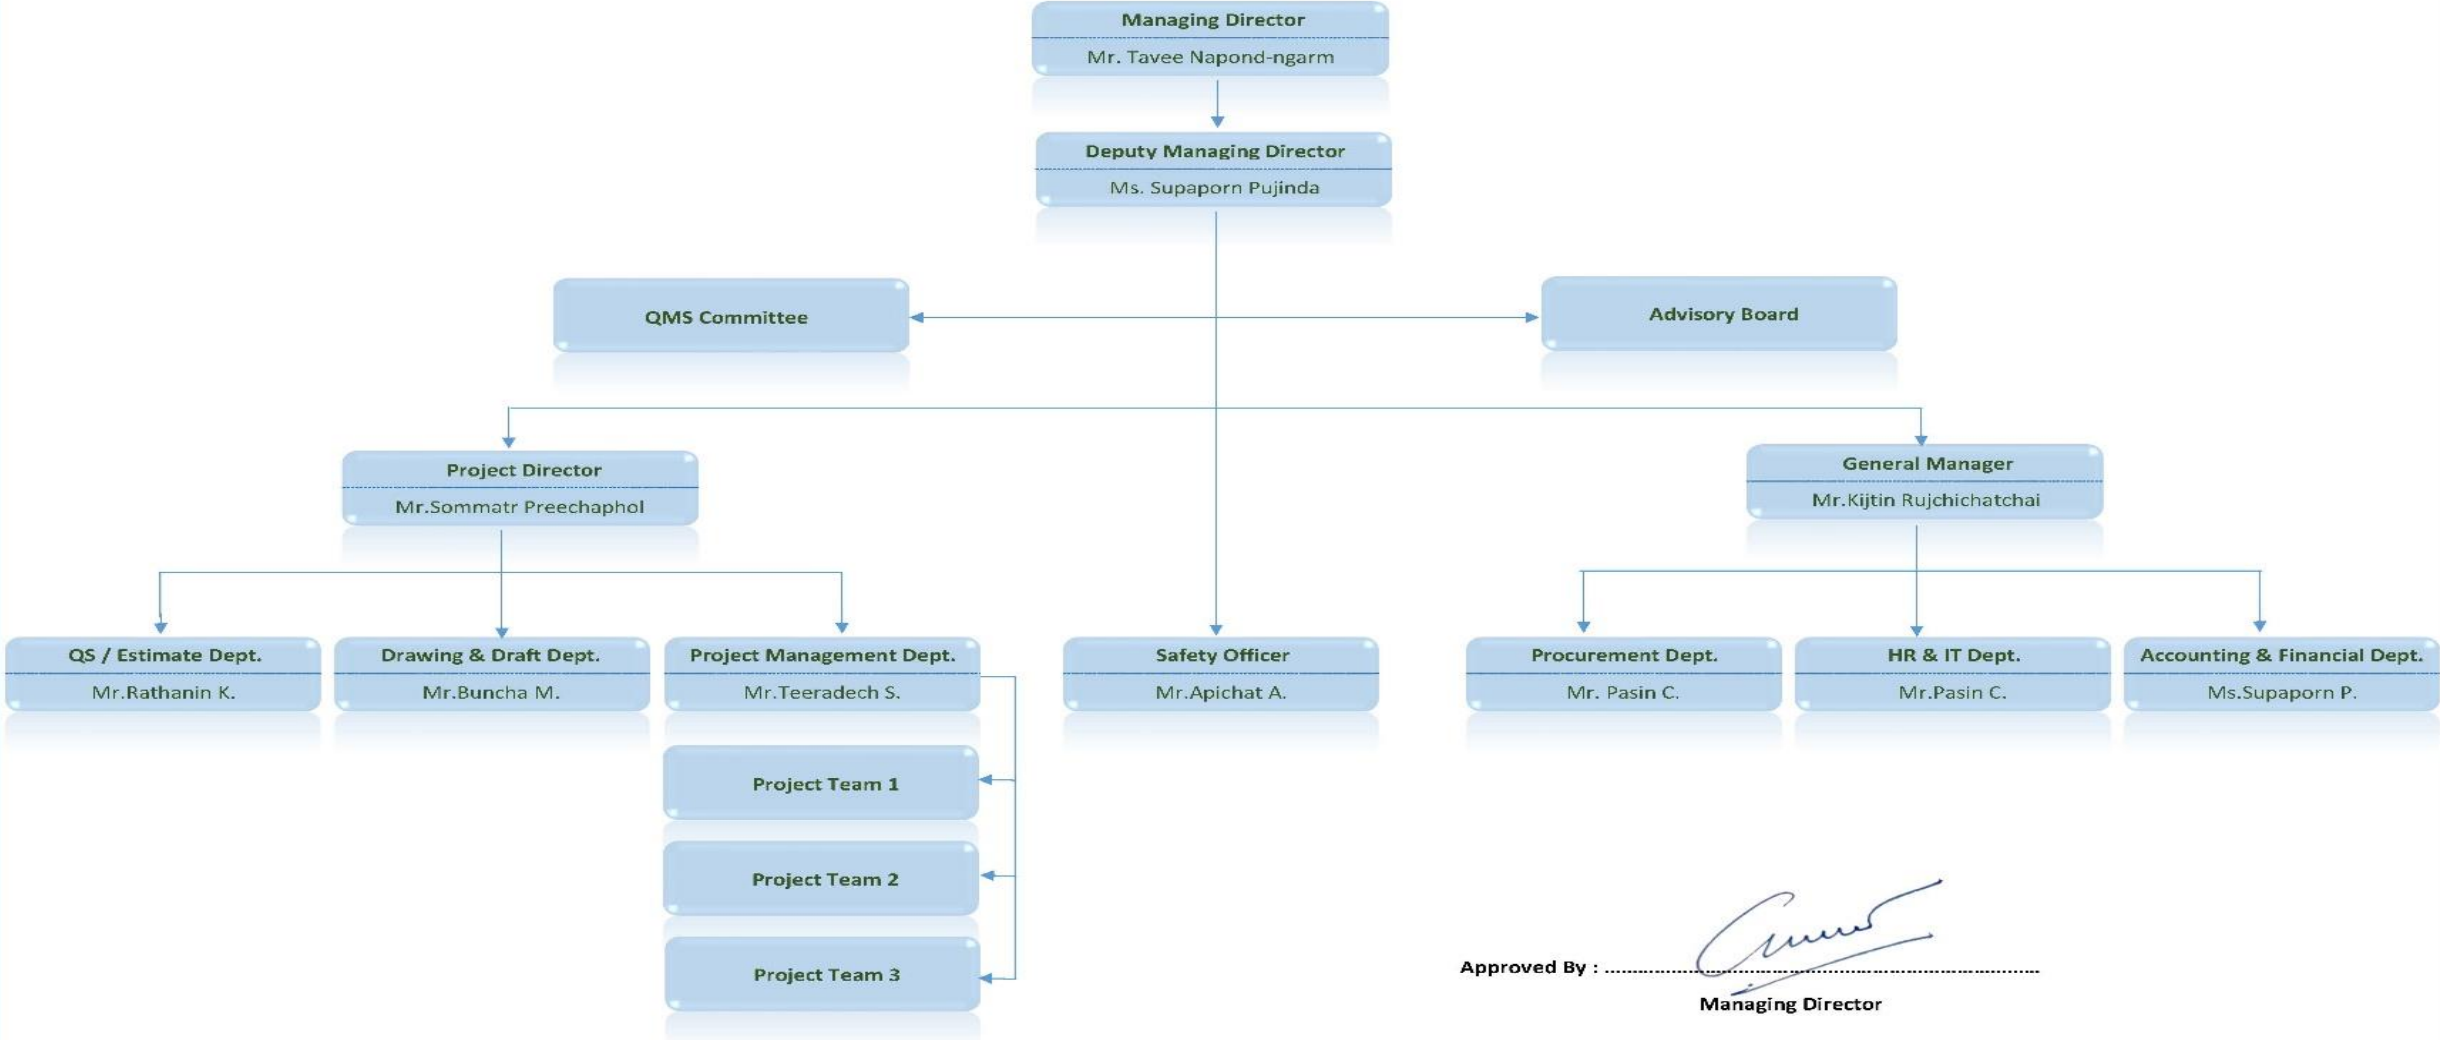 Managing Director
Mr. Tavee Napond-ngarm
Deputy Managing Director
Ms. Supaporn Pujinda
QMS Committee
Advisory Board
Project Director
Mr.Sommatr Preechaphol
General Manager
Mr.Kijtin Rujchichatchai
QS / Estimate Dept.
Mr.Rathanin K.
Drawing & Draft Dept.
Mr.Buncha M.
Project Management Dept.
Mr.Teeradech S.
Safety Officer
Mr.Apichat A.
Procurement Dept.
Mr. Pasin C.
HR & IT Dept.
Mr.Pasin C.
Accounting & Financial Dept.
Ms.Supaporn P.
Project Team 1
Project Team 2
Project Team 3
Approved By :
Managing Director